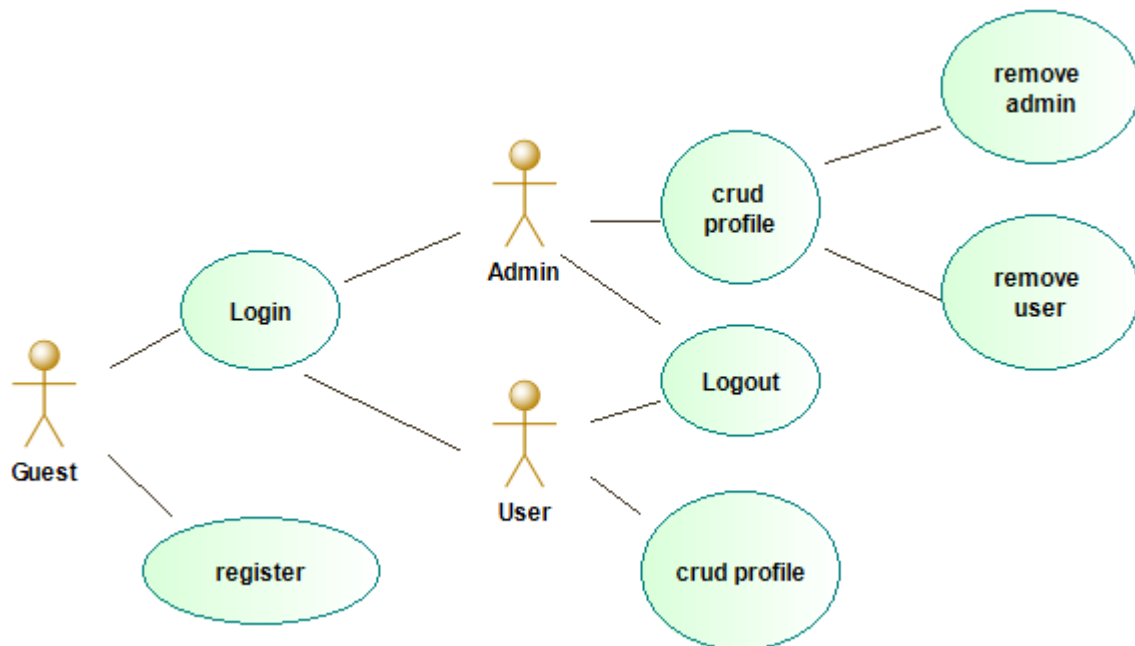 remove
admin
crud
profile
Admin
Login
remove
user
Logout
Guest
User
register
crud profile